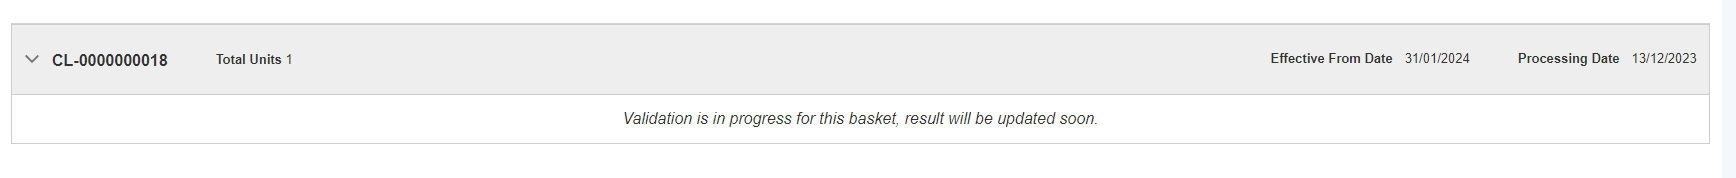 CL-0000000018 Total Units 1 Effective From Date 31/01/2024 Processing Date 13/12/2023
Validation is in progress for this basket, result will be updated soon.